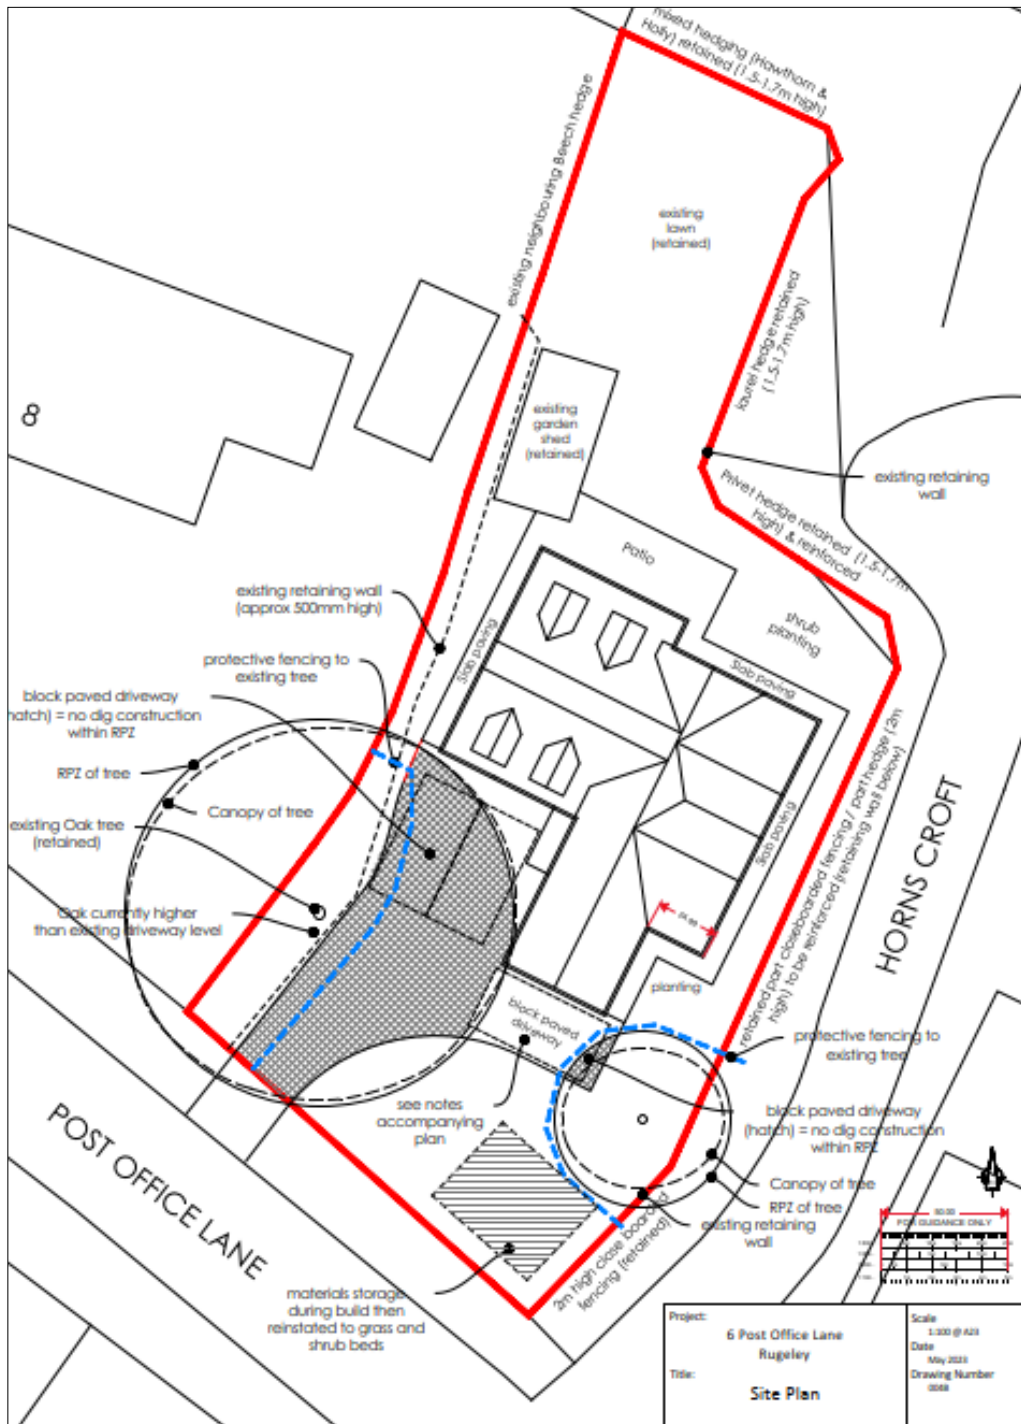 mixed hedging (Hawthorn &
Holly) retained (1.5-1.7m high)
existing neighbouring Beech hedge
existing
lawn
(retained)
laurel hedge retained
(1.5-1.7m high)
8
existing
garden
shed
(retained)
existing retaining
wall
Privet hedge retained (1.5-1.7m
high) & reinforced
Patio
shrub
planting
existing retaining wall
(approx 500mm high)
Slab paving
Slab paving
protective fencing to
existing tree
block paved driveway
hatch) = no dig construction
within RPZ
RPZ of tree
Canopy of tree
existing Oak tree
(retained)
Oak currently higher
than existing driveway level
Slab paving
retained part closeboarded fencing / part hedge (2m
high) to be reinforced (retaining wall below)
HORNS CROFT
planting
block paved
driveway
protective fencing to
existing tree
see notes
accompanying
plan
block paved driveway
(hatch) = no dig construction
within RPZ
Canopy of tree
RPZ of tree
existing retaining
wall
POST OFFICE LANE
2m high close boarded
fencing (retained)
materials storage
during build then
reinstated to grass and
shrub beds
50.00
FOR GUIDANCE ONLY
Project:
6 Post Office Lane
Rugeley
Title:
Site Plan
Scale
1:100 @ A23
Date
May 2023
Drawing Number